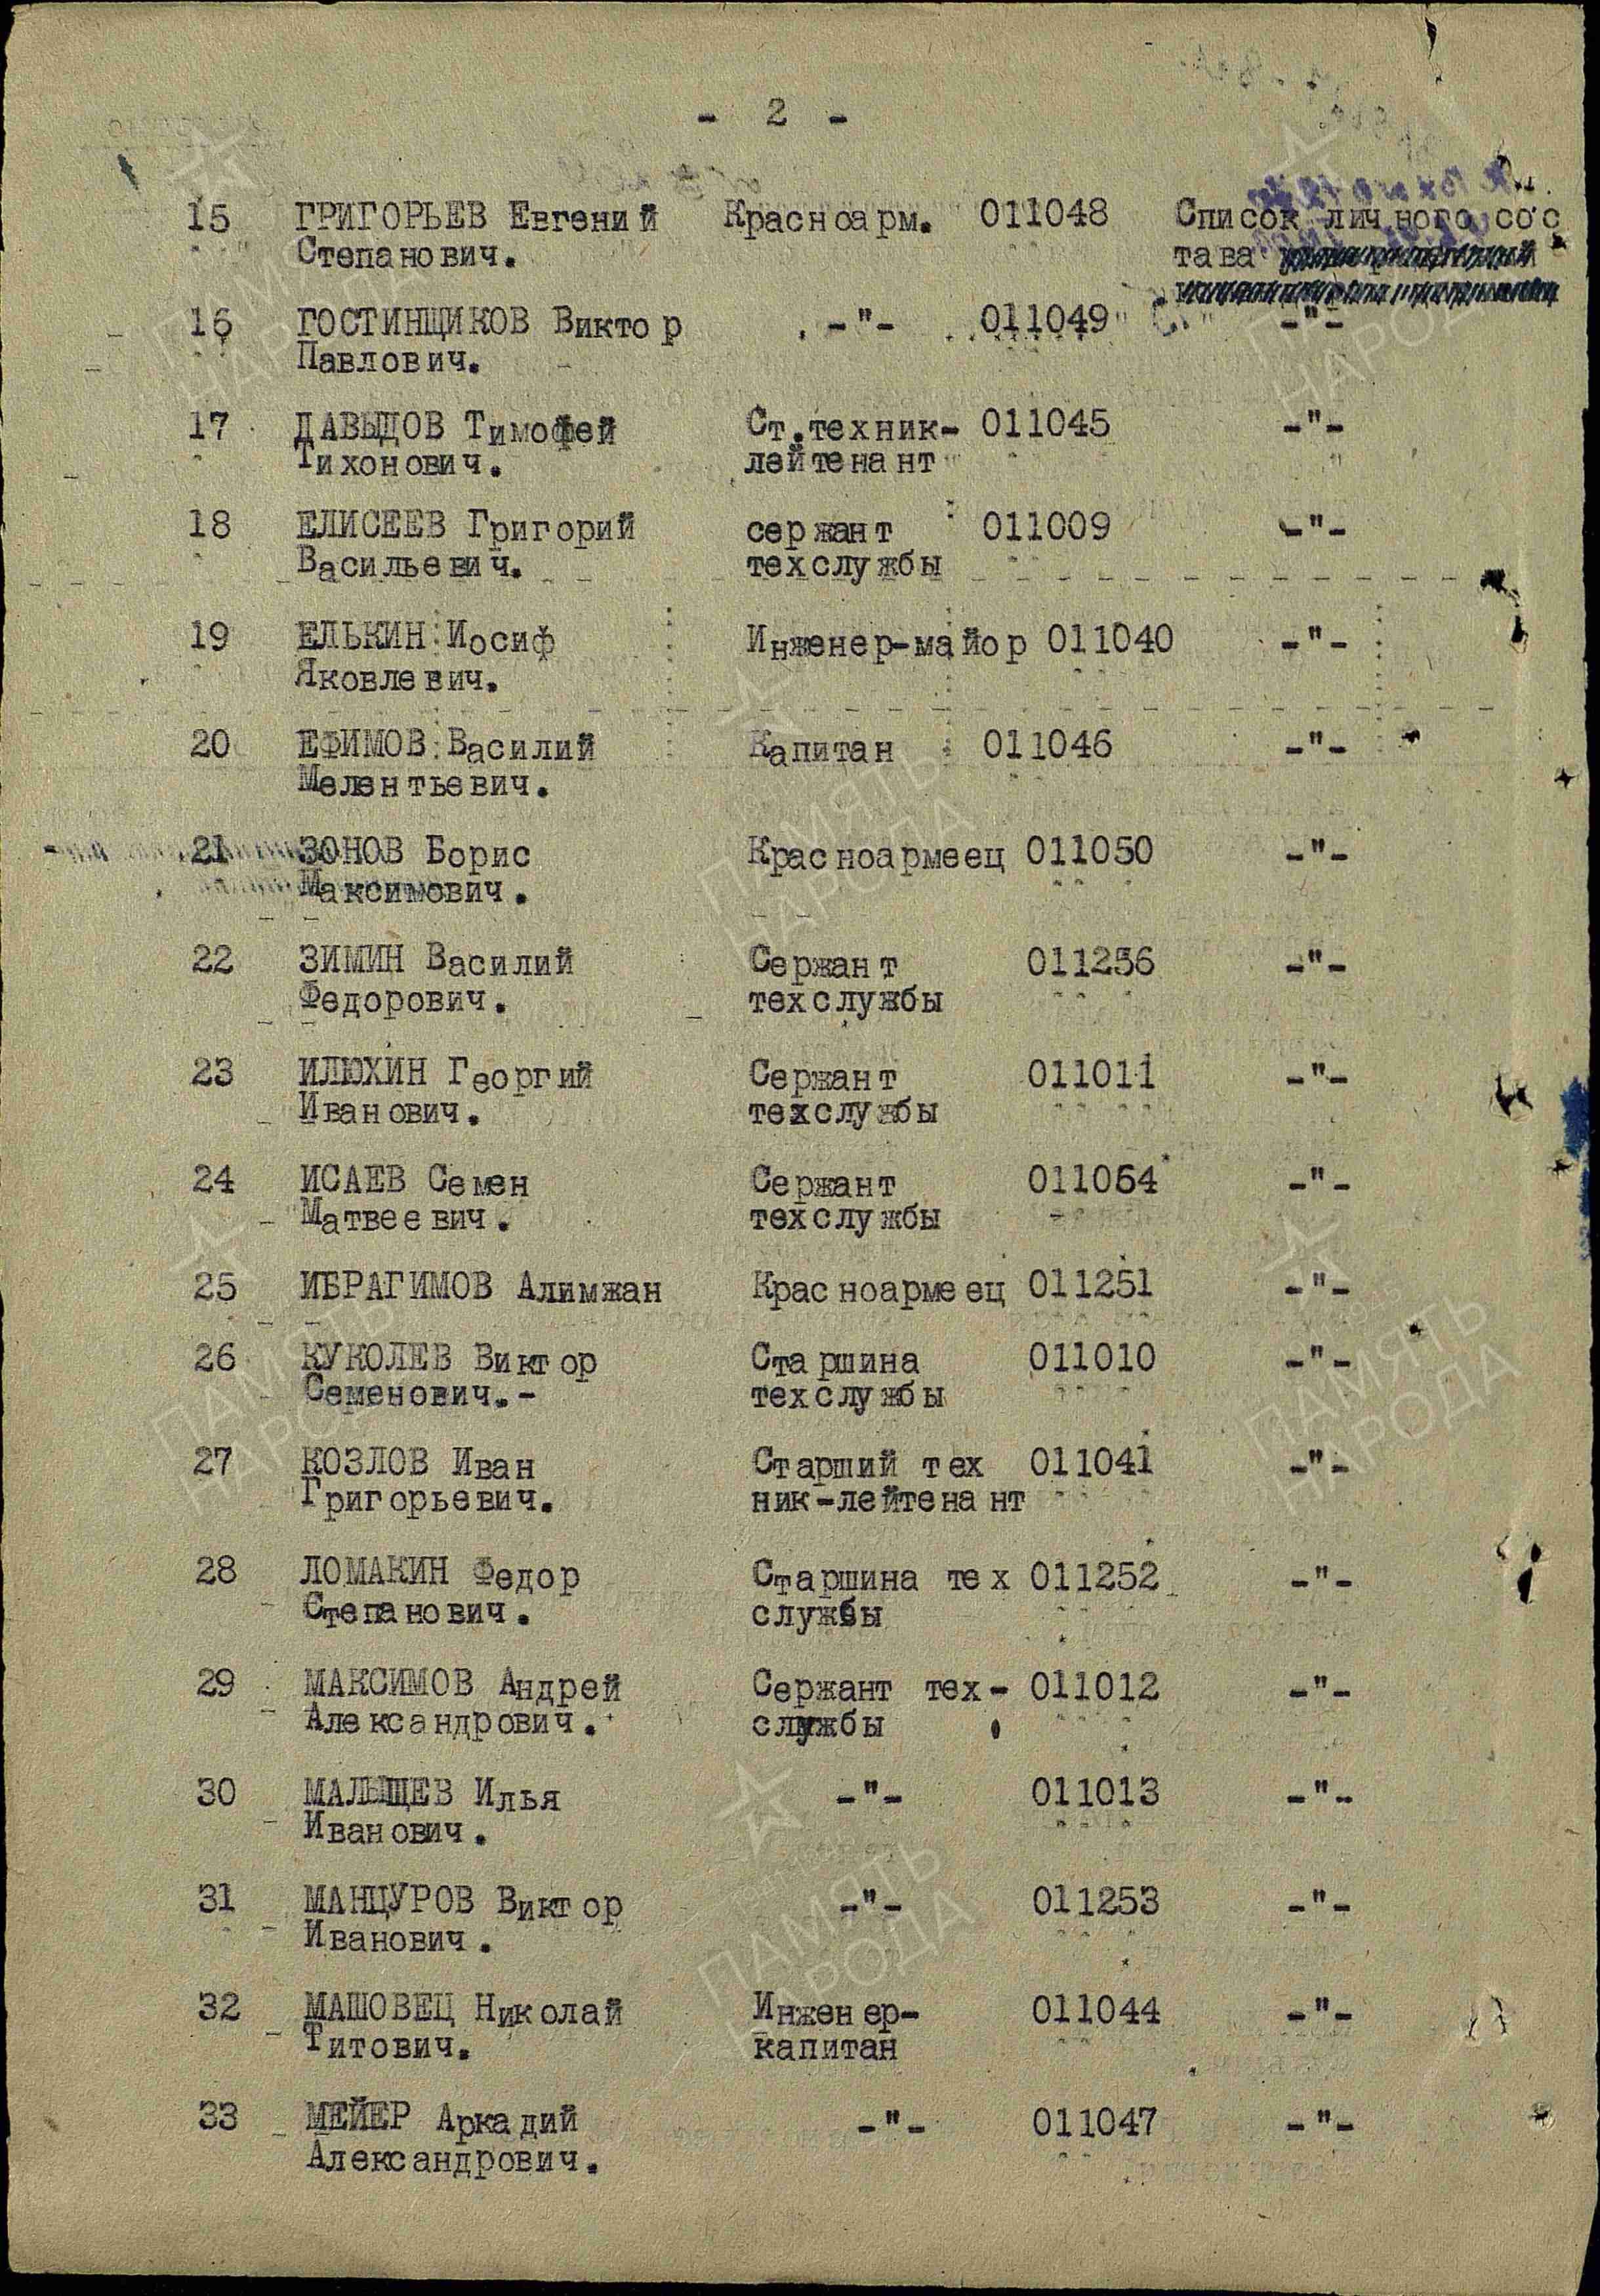 - 2 -
15 ГРИГОРЬЕВ Евгений Красноарм. 011048 Список личного сос
Степанович. тава
16 ГОСТИНЩИКОВ Виктор -"- 011049 -"-
Павлович.
17 ДАВЫДОВ Тимофей Ст.техник- 011045 -"-
Тихонович. лейтенант
18 ЕЛИСЕЕВ Григорий сержант 011009 -"-
Васильевич. техслужбы
19 ЕЛЬКИН Иосиф Инженер-майор 011040 -"-
Яковлевич.
20 ЕФИМОВ Василий Капитан 011046 -"-
Мелентьевич.
21 ЗОНОВ Борис Красноармеец 011050 -"-
Максимович.
22 ЗИМИН Василий Сержант 011256 -"-
Федорович. техслужбы
23 ИЛЮХИН Георгий Сержант 011011 -"-
Иванович. техслужбы
24 ИСАЕВ Семен Сержант 011054 -"-
Матвеевич. техслужбы
25 ИБРАГИМОВ Алимжан Красноармеец 011251 -"-
26 КУКОЛЕВ Виктор Старшина 011010 -"-
Семенович.- техслужбы
27 КОЗЛОВ Иван Старший тех 011041 -"-
Григорьевич. ник-лейтенант
28 ЛОМАКИН Федор Старшина тех 011252 -"-
Степанович. службы
29 МАКСИМОВ Андрей Сержант тех- 011012 -"-
Александрович. службы
30 МАЛЫЩЕВ Илья -"- 011013 -"-
Иванович.
31 МАНЦУРОВ Виктор -"- 011253 -"-
Иванович.
32 МАШОВЕЦ Николай Инженер- 011044 -"-
Титович. капитан
33 МЕЙЕР Аркадий -"- 011047 -"-
Александрович.
ПАМЯТЬ
НАРОДА